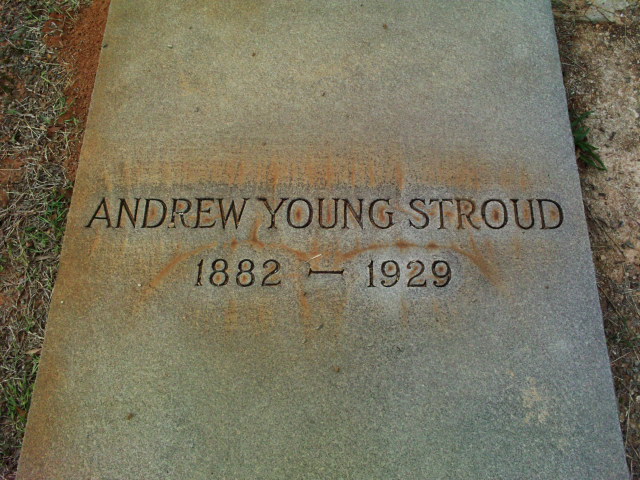 ANDREW YOUNG STROUD
1882 — 1929